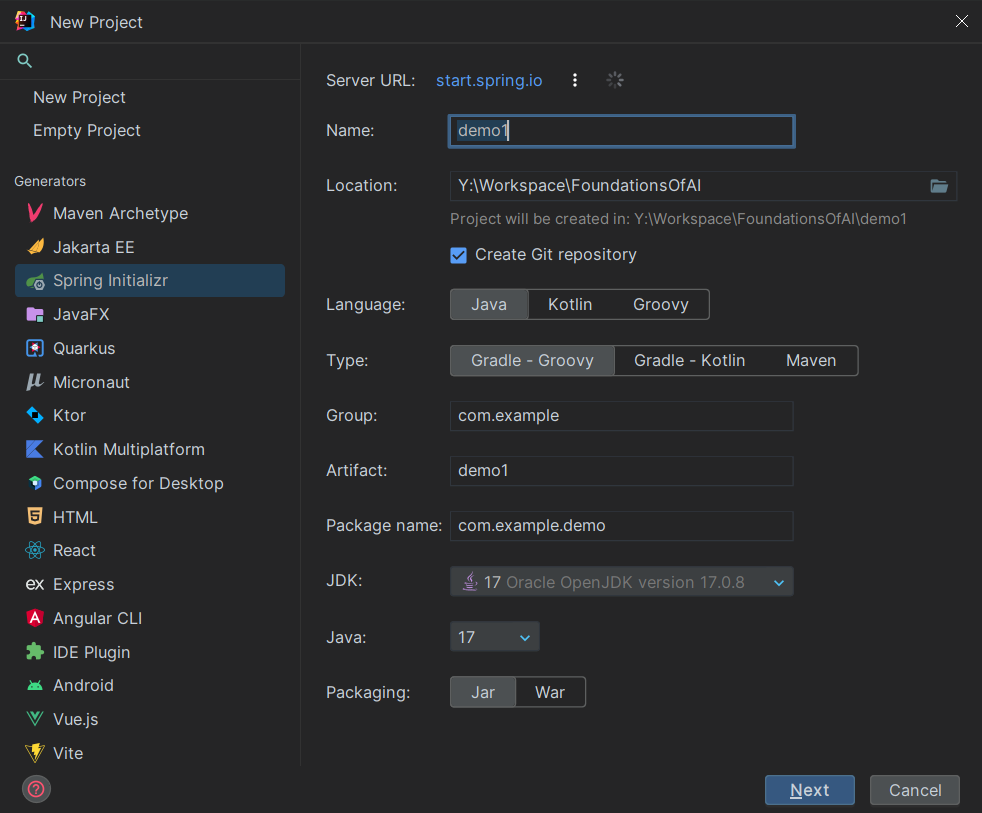 New Project
New Project
Empty Project
Generators
Maven Archetype
Jakarta EE
Spring Initializr
JavaFX
Quarkus
Micronaut
Ktor
Kotlin Multiplatform
Compose for Desktop
HTML
React
ex Express
Angular CLI
IDE Plugin
Android
Vue.js
Vite
Server URL: start.spring.io
Name: demo1
Location: Y:\Workspace\FoundationsOfAI
Project will be created in: Y:\Workspace\FoundationsOfAI\demo1
Create Git repository
Language: Java Kotlin Groovy
Type: Gradle - Groovy Gradle - Kotlin Maven
Group: com.example
Artifact: demo1
Package name: com.example.demo
JDK: 17 Oracle OpenJDK version 17.0.8
Java: 17
Packaging: Jar War
? Next Cancel